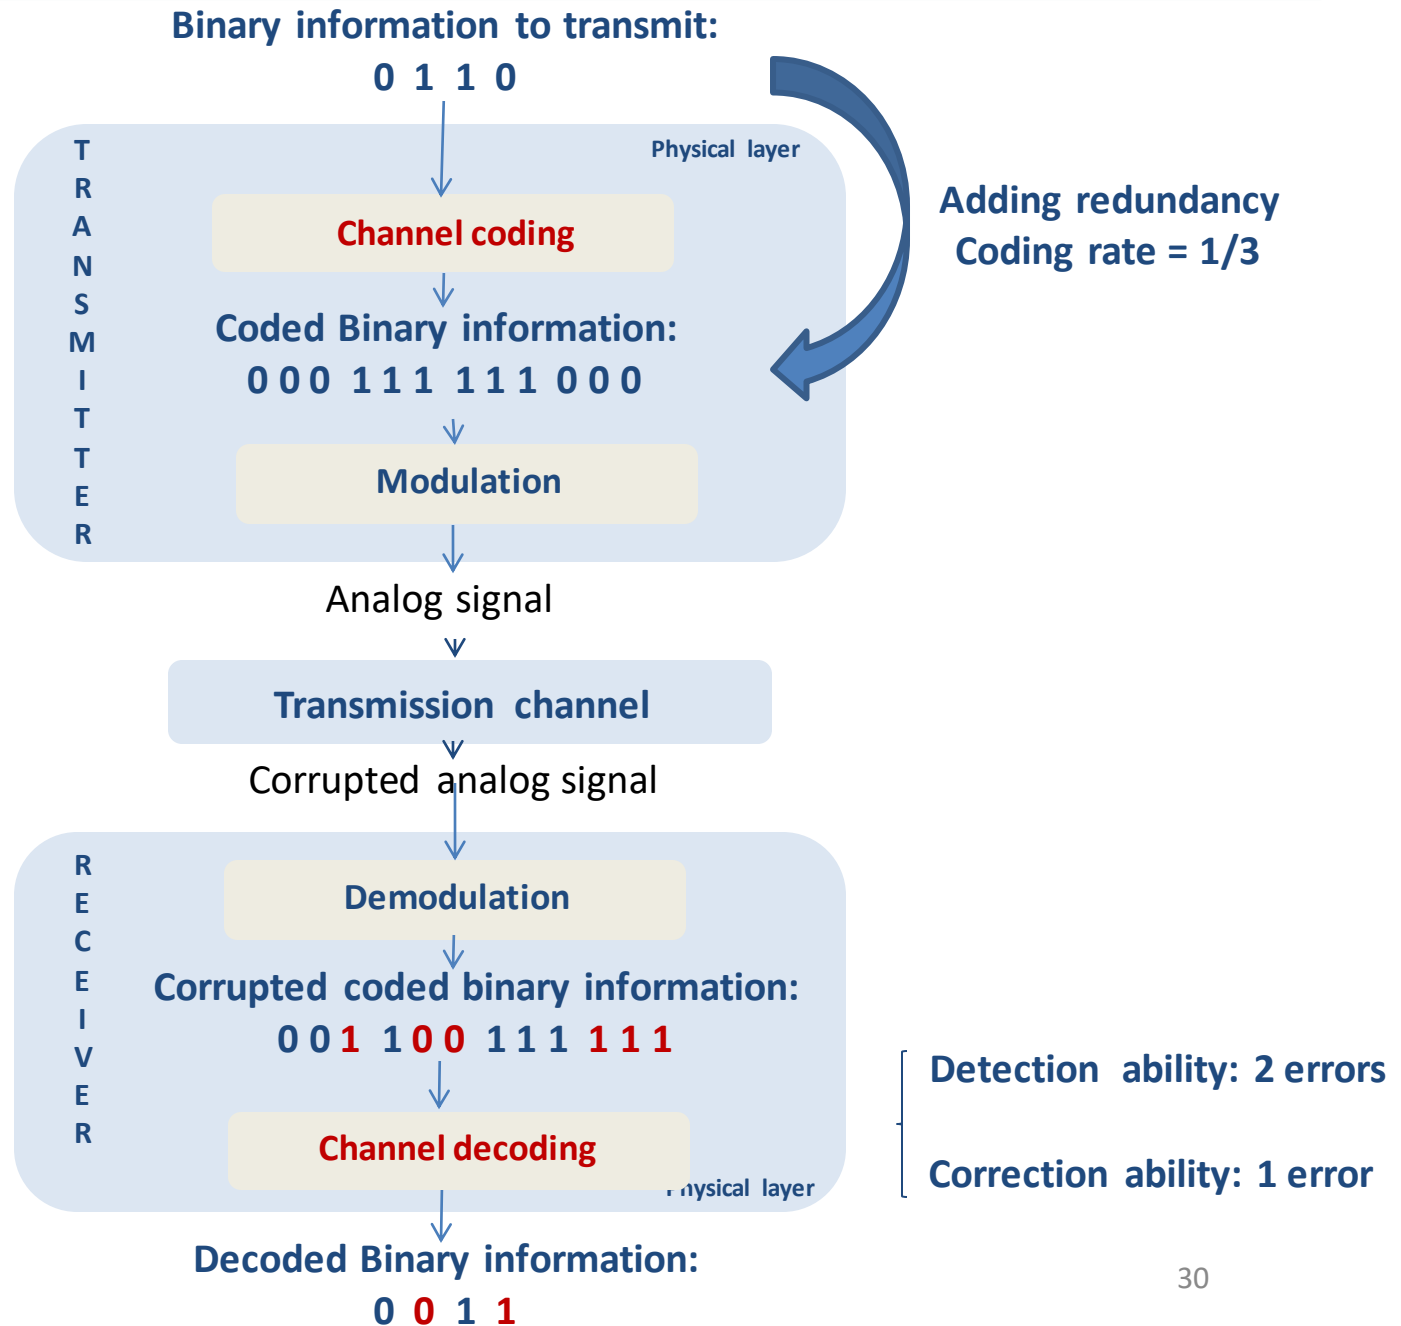 Binary information to transmit:
0 1 1 0
TRANSMITTER
Physical layer
Channel coding
Adding redundancy
Coding rate = 1/3
Coded Binary information:
0 0 0 1 1 1 1 1 1 0 0 0
Modulation
Analog signal
Transmission channel
Corrupted analog signal
RECEIVER
Demodulation
Corrupted coded binary information:
0 0 1 1 0 0 1 1 1 1 1 1
Detection ability: 2 errors
Channel decoding
Correction ability: 1 error
Physical layer
Decoded Binary information:
0 0 1 1
30